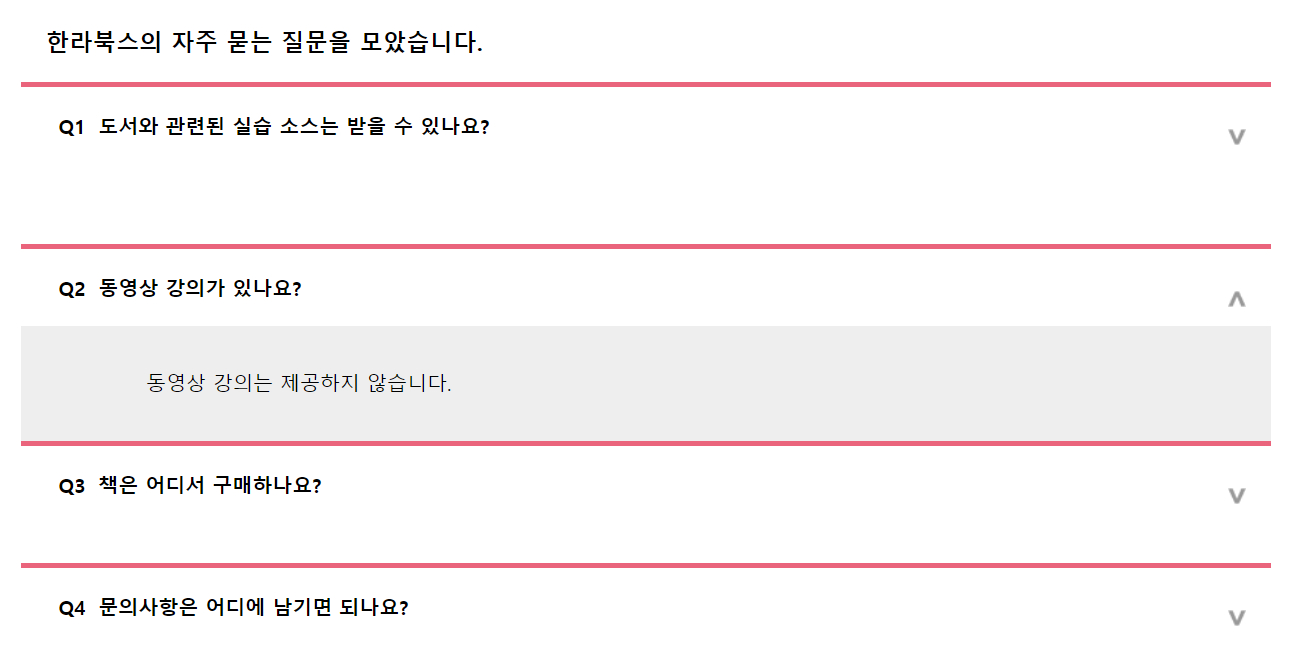 한라북스의 자주 묻는 질문을 모았습니다.
Q1 도서와 관련된 실습 소스는 받을 수 있나요?
Q2 동영상 강의가 있나요?
동영상 강의는 제공하지 않습니다.
Q3 책은 어디서 구매하나요?
Q4 문의사항은 어디에 남기면 되나요?